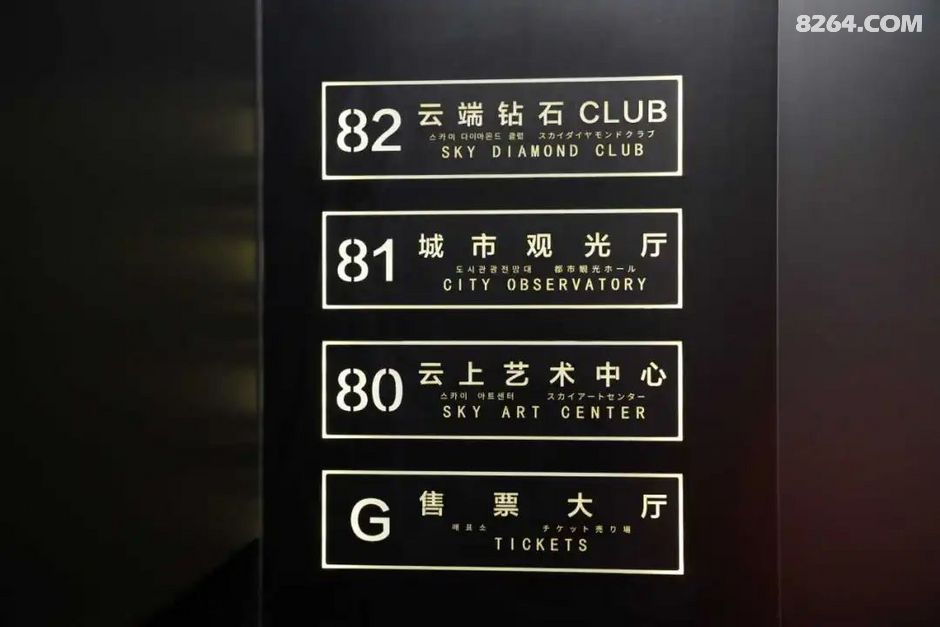 8264.COM
82
云端钻石CLUB
스카이 다이아몬드 클럽 スカイダイヤモンドクラブ
SKY DIAMOND CLUB
81
城市观光厅
도시관광전망대 都市観光ホール
CITY OBSERVATORY
80
云上艺术中心
스카이 아트센터 スカイアートセンター
SKY ART CENTER
G
售票大厅
매표소 チケット売り場
TICKETS